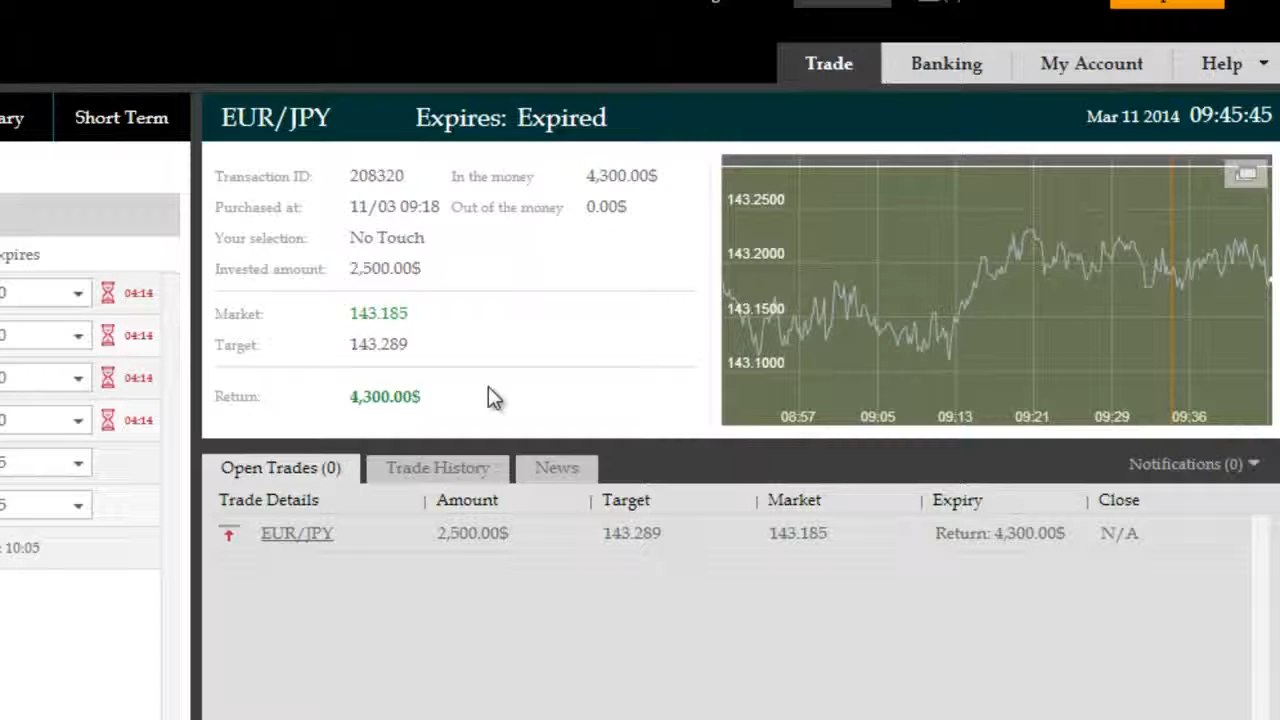 Trade Banking My Account Help
Short Term
EUR/JPY Expires: Expired Mar 11 2014 09:45:45
Transaction ID: 208320 In the money 4,300.00$
Purchased at: 11/03 09:18 Out of the money 0.00$
Your selection: No Touch
Invested amount: 2,500.00$
Market: 143.185
Target: 143.289
Return: 4,300.00$
143.2500
143.2000
143.1500
143.1000
08:57 09:05 09:13 09:21 09:29 09:36
xpires
0 04:14
0 04:14
0 04:14
0 04:14
5
5
: 10:05
Open Trades (0) Trade History News Notifications (0)
Trade Details | Amount | Target | Market | Expiry | Close
EUR/JPY 2,500.00$ 143.289 143.185 Return: 4,300.00$ N/A